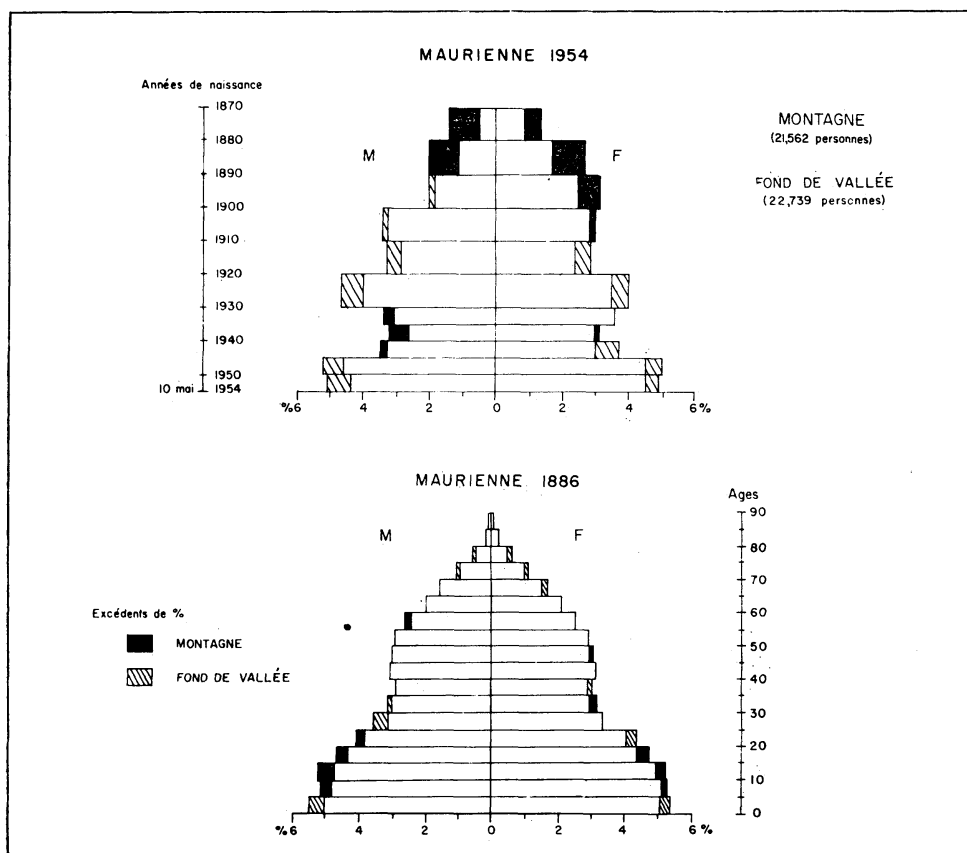 MAURIENNE 1954
Années de naissance
1870
1880
1890
1900
1910
1920
1930
1940
1950
10 mai 1954
M
F
%6 4 2 0 2 4 6%
MONTAGNE
(21,562 personnes)
FOND DE VALLÉE
(22,739 personnes)
MAURIENNE 1886
Ages
90
80
70
60
50
40
30
20
10
0
M
F
%6 4 2 0 2 4 6%
Excédents de %
MONTAGNE
FOND DE VALLÉE